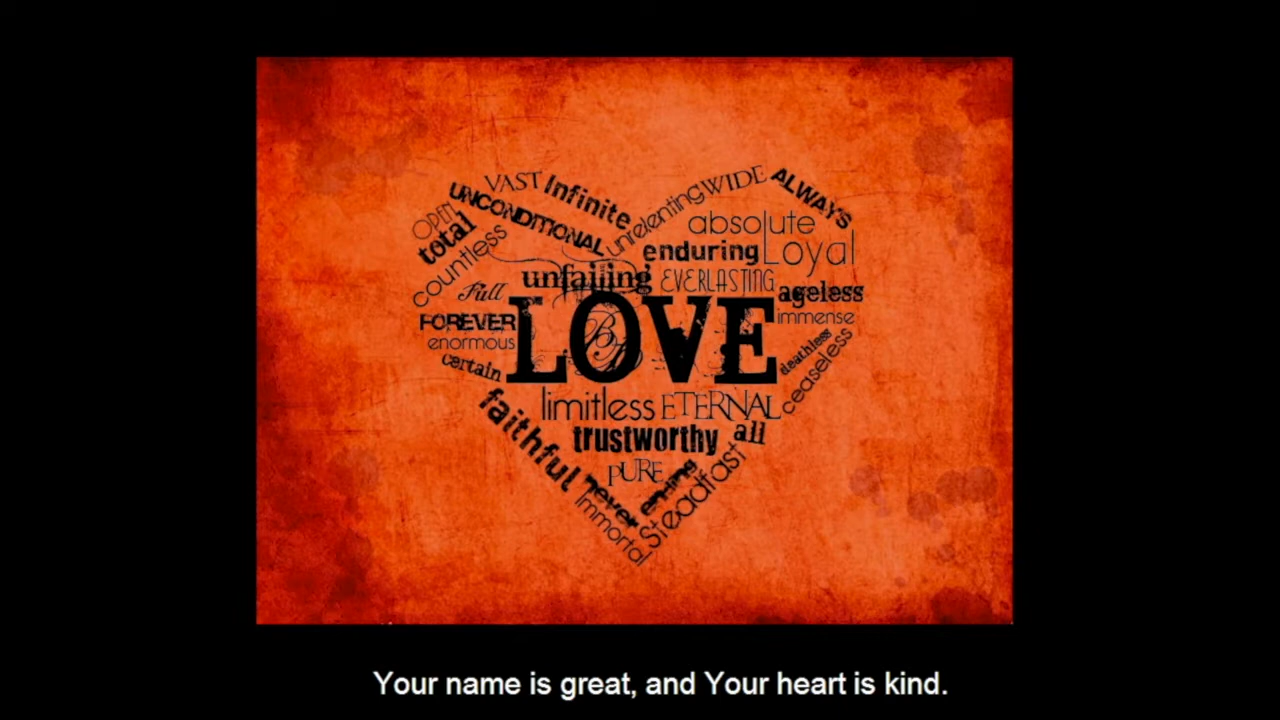 VAST Infinite
UNCONDITIONAL
OPEN
total
countless
unrelenting
WIDE
ALWAYS
absolute
enduring
Loyal
unfailing
EVERLASTING
ageless
Full
LOVE
immense
FOREVER
enormous
certain
deathless
ceaseless
limitless ETERNAL
faithful
trustworthy
all
PURE
never
ending
Steadfast
immortal
Your name is great, and Your heart is kind.